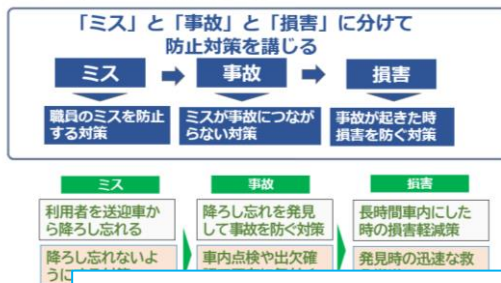 「ミス」と「事故」と「損害」に分けて
防止対策を講じる
ミス
事故
損害
職員のミスを防止
する対策
ミスが事故につなが
らない対策
事故が起きた時
損害を防ぐ対策
ミス
事故
損害
利用者を送迎車か
ら降ろし忘れる
降ろし忘れを発見
して事故を防ぐ対策
長時間車内にした
時の損害軽減策
降ろし忘れないよ
うに
車内点検や出欠確
発見時の迅速な救